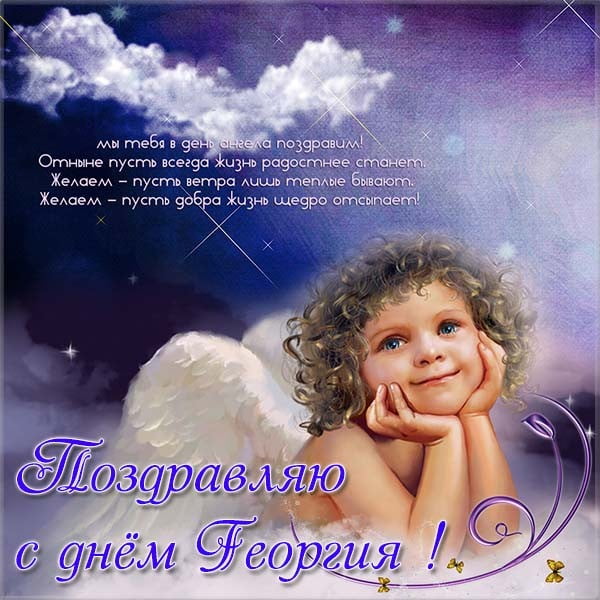 мы тебя в день ангела поздравим!
Отныне пусть всегда жизнь радостнее станет.
Желаем – пусть ветра лишь теплые бывают.
Желаем – пусть добра жизнь щедро отсыпает!
Поздравляю
с днём Георгия !